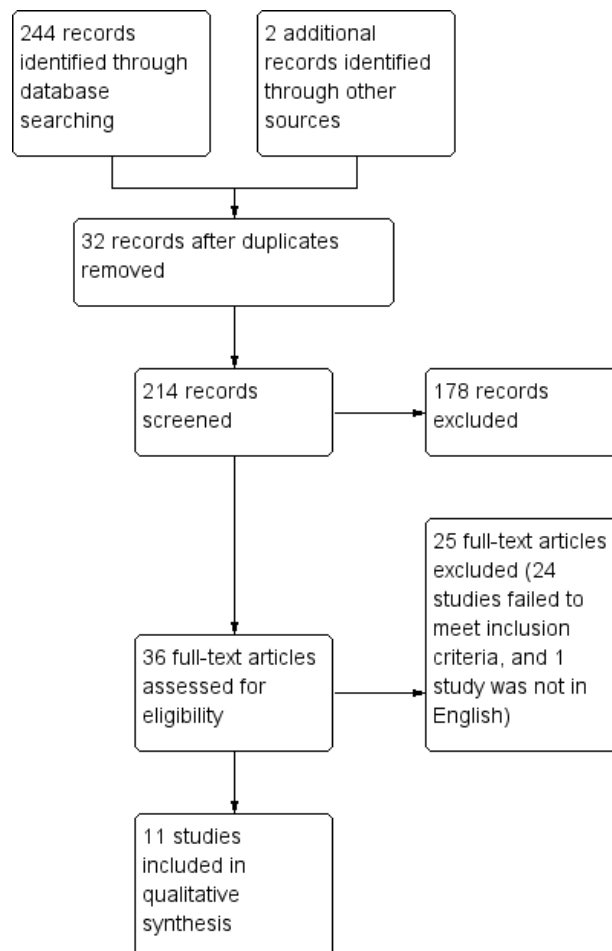 244 records
identified through
database
searching
2 additional
records identified
through other
sources
32 records after duplicates
removed
214 records
screened
178 records
excluded
25 full-text articles
excluded (24
studies failed to
meet inclusion
criteria, and 1
study was not in
English)
36 full-text articles
assessed for
eligibility
11 studies
included in
qualitative
synthesis